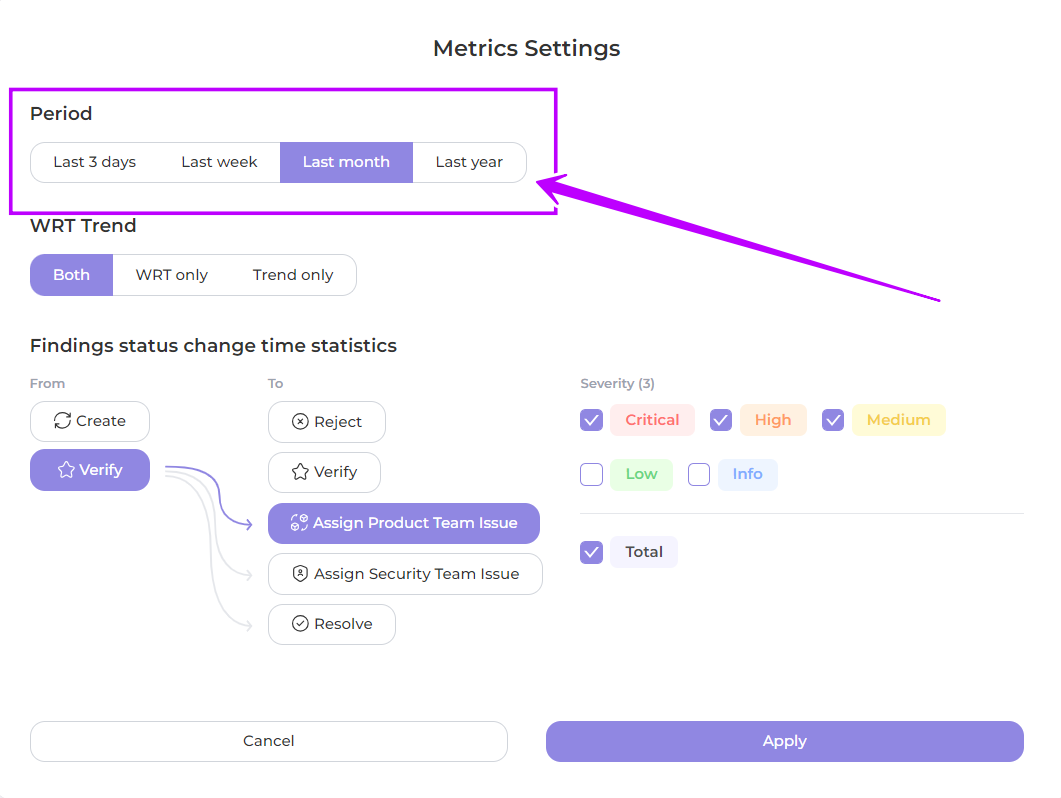 Metrics Settings
Period
Last 3 days Last week Last month Last year
WRT Trend
Both WRT only Trend only
Findings status change time statistics
From To Severity (3)
Create Reject Critical High Medium
Verify Verify Low Info
Assign Product Team Issue
Assign Security Team Issue Total
Resolve
Cancel Apply